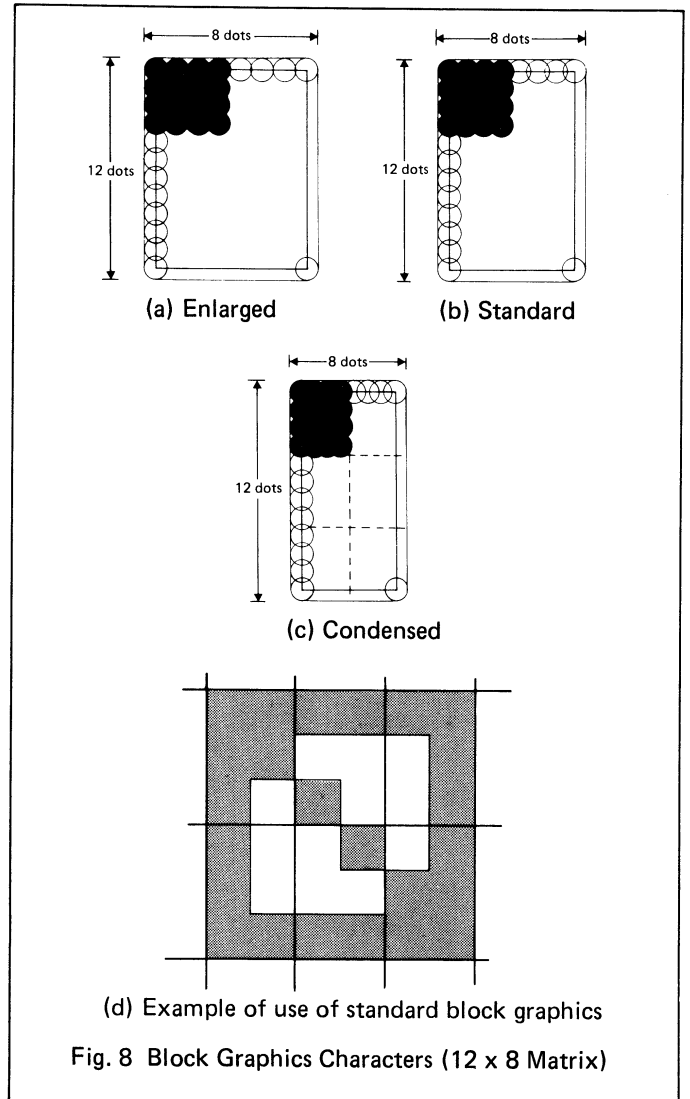 8 dots
12 dots
(a) Enlarged
8 dots
12 dots
(b) Standard
8 dots
12 dots
(c) Condensed
(d) Example of use of standard block graphics
Fig. 8 Block Graphics Characters (12 x 8 Matrix)